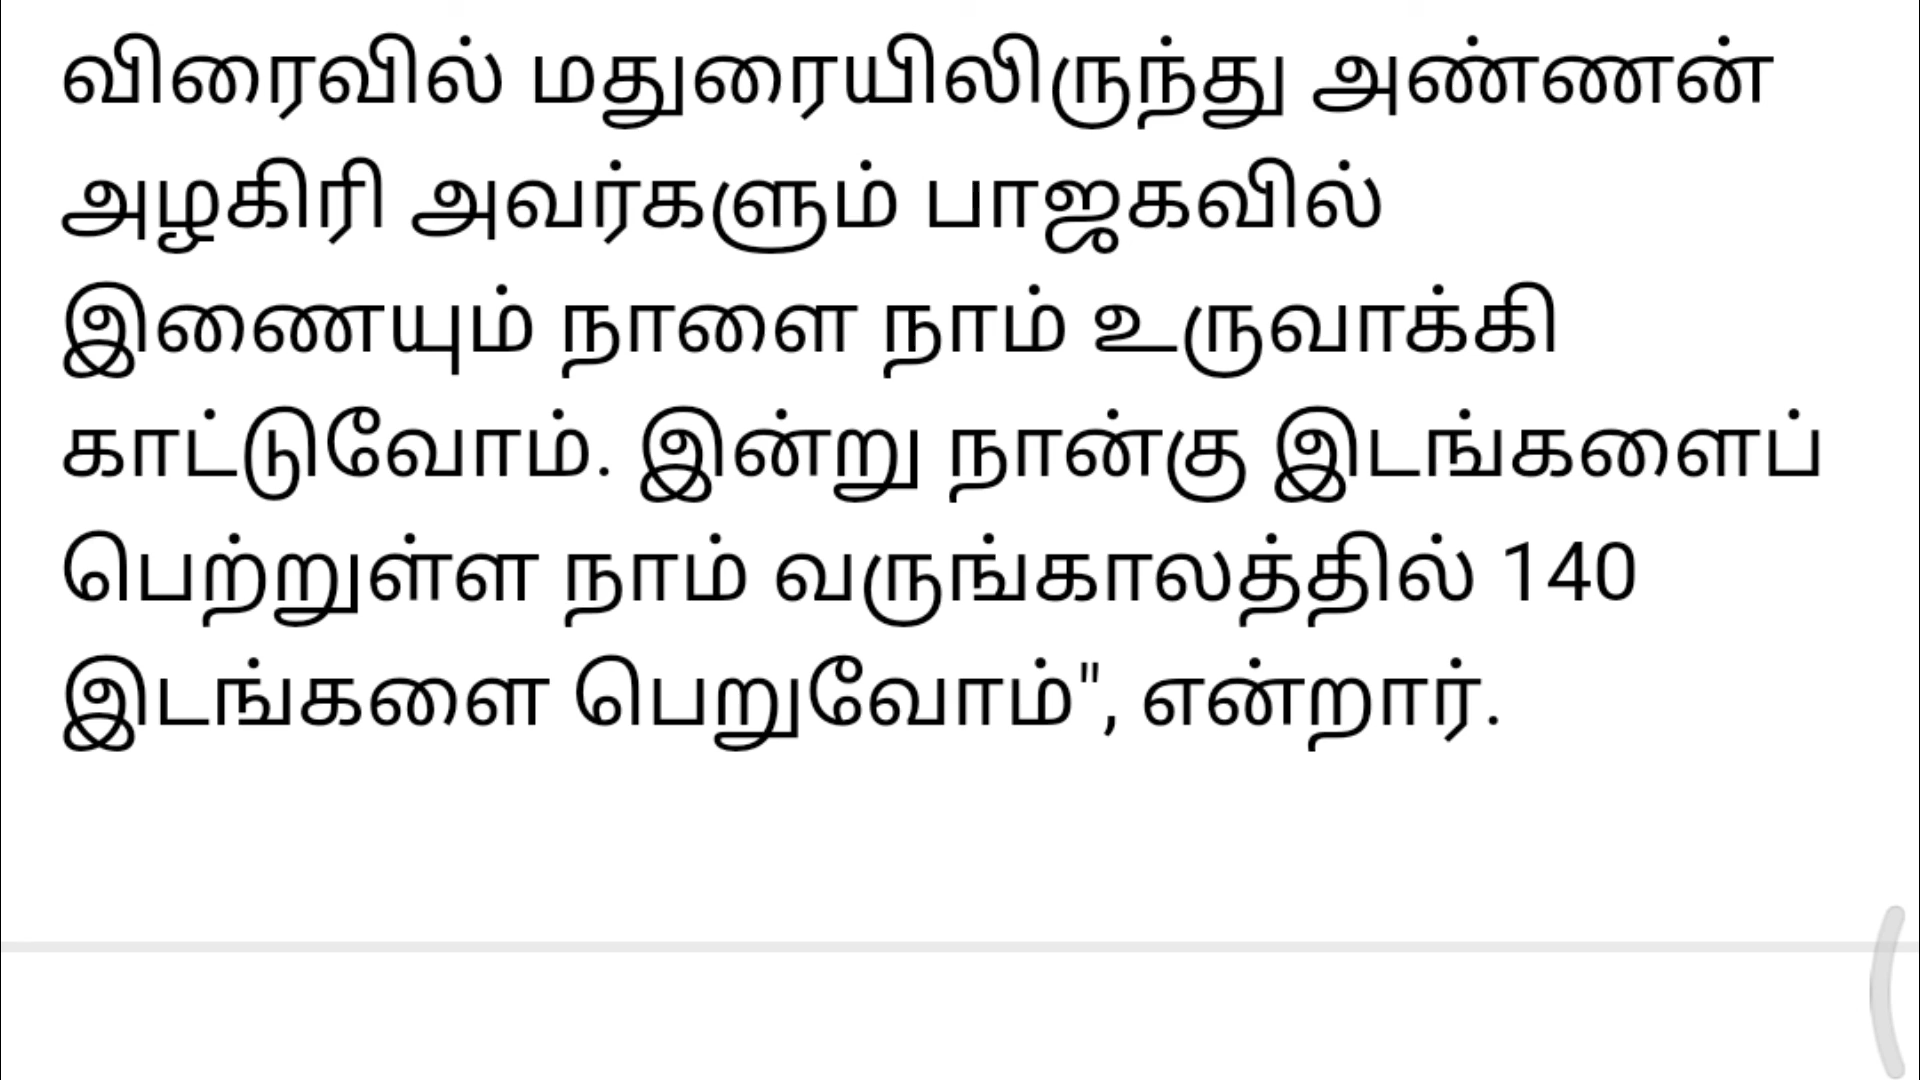 விரைவில் மதுரையிலிருந்து அண்ணன்
அழகிரி அவர்களும் பாஜகவில்
இணையும் நாளை நாம் உருவாக்கி
காட்டுவோம். இன்று நான்கு இடங்களைப்
பெற்றுள்ள நாம் வருங்காலத்தில் 140
இடங்களை பெறுவோம்", என்றார்.